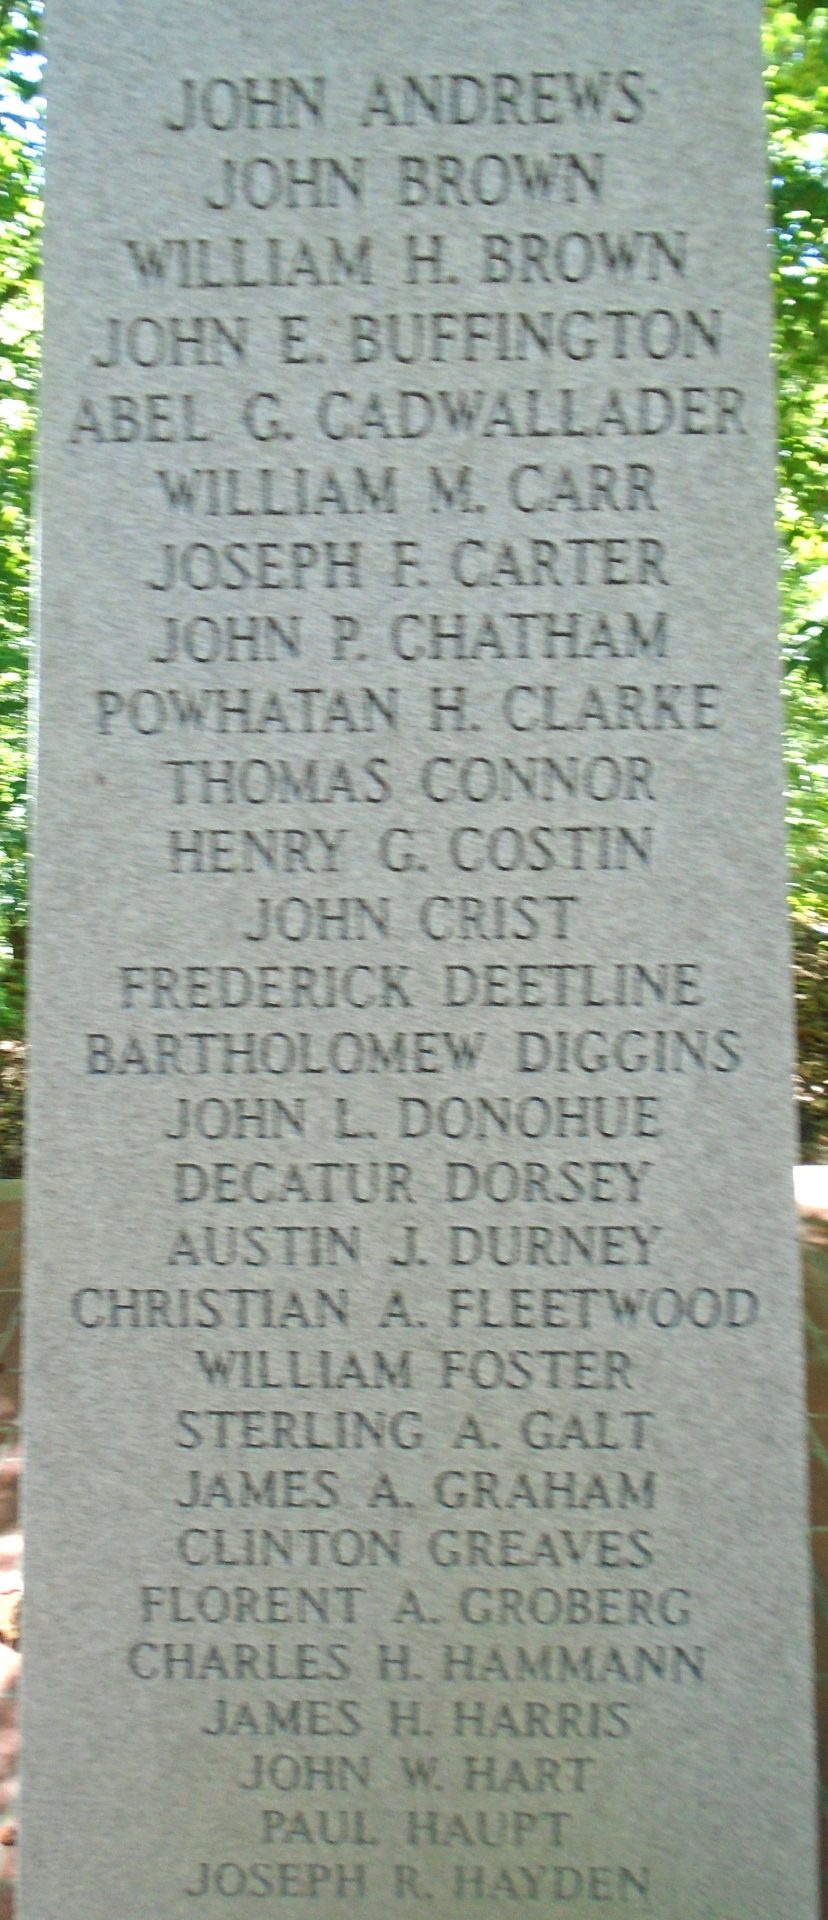 JOHN ANDREWS
JOHN BROWN
WILLIAM H. BROWN
JOHN E. BUFFINGTON
ABEL G. CADWALLADER
WILLIAM M. CARR
JOSEPH F. CARTER
JOHN P. CHATHAM
POWHATAN H. CLARKE
THOMAS CONNOR
HENRY G. COSTIN
JOHN CRIST
FREDERICK DEETLINE
BARTHOLOMEW DIGGINS
JOHN L. DONOHUE
DECATUR DORSEY
AUSTIN J. DURNEY
CHRISTIAN A. FLEETWOOD
WILLIAM FOSTER
STERLING A. GALT
JAMES A. GRAHAM
CLINTON GREAVES
FLORENT A. GROBERG
CHARLES H. HAMMANN
JAMES H. HARRIS
JOHN W. HART
PAUL HAUPT
JOSEPH R. HAYDEN